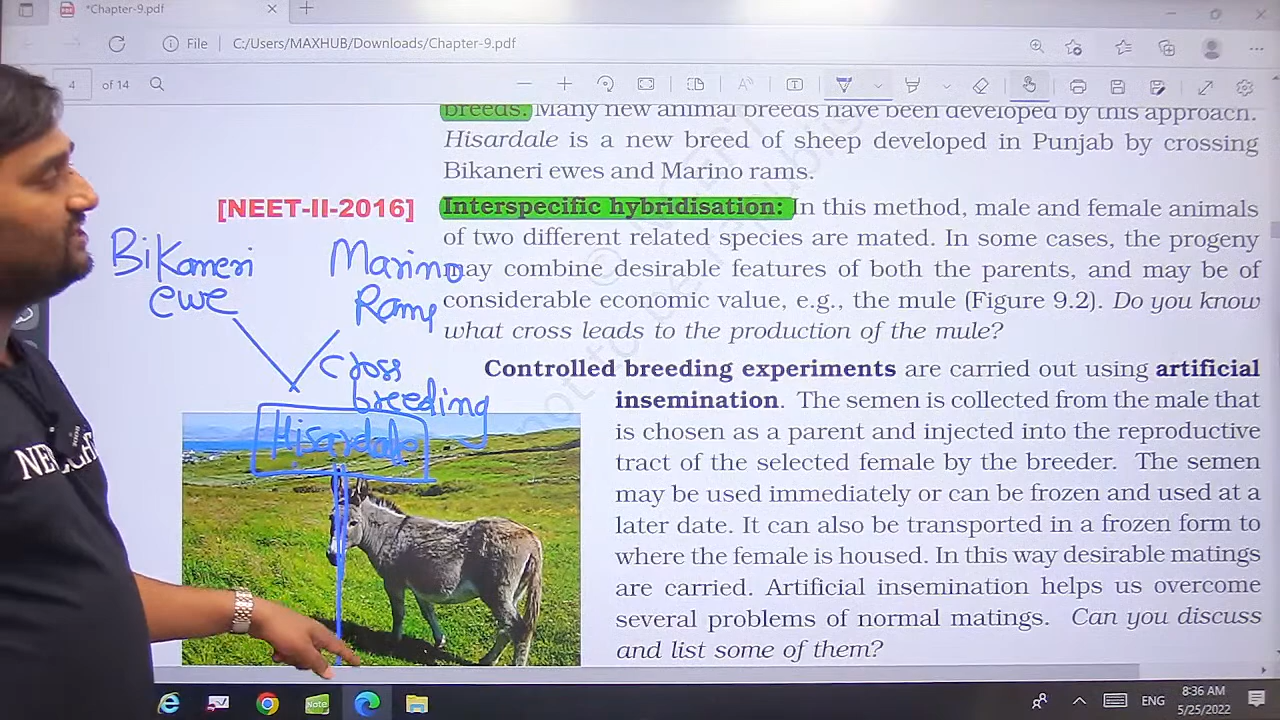 *Chapter-9.pdf
File
C:/Users/MAXHUB/Downloads/Chapter-9.pdf
4 of 14
breeds. Many new animal breeds have been developed by this approach.
Hisardale is a new breed of sheep developed in Punjab by crossing
Bikaneri ewes and Marino rams.
[NEET-II-2016]
Interspecific hybridisation: In this method, male and female animals
of two different related species are mated. In some cases, the progeny
may combine desirable features of both the parents, and may be of
considerable economic value, e.g., the mule (Figure 9.2). Do you know
what cross leads to the production of the mule?
BiKaneri
ewe
Marino
Rams
Cross
breeding
Hisardale
Controlled breeding experiments are carried out using artificial
insemination. The semen is collected from the male that
is chosen as a parent and injected into the reproductive
tract of the selected female by the breeder. The semen
may be used immediately or can be frozen and used at a
later date. It can also be transported in a frozen form to
where the female is housed. In this way desirable matings
are carried. Artificial insemination helps us overcome
several problems of normal matings. Can you discuss
and list some of them?
not to be
Note
ENG
8:36 AM
5/25/2022